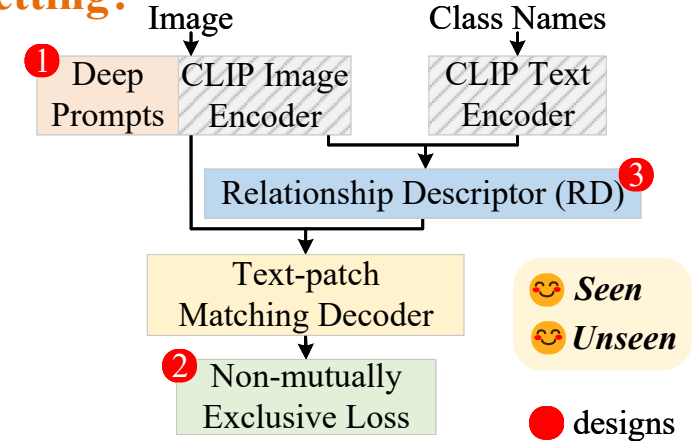 etting?
Image
Class Names
1
Deep
Prompts
CLIP Image
Encoder
CLIP Text
Encoder
3
Relationship Descriptor (RD)
Text-patch
Matching Decoder
Seen
Unseen
2
Non-mutually
Exclusive Loss
designs